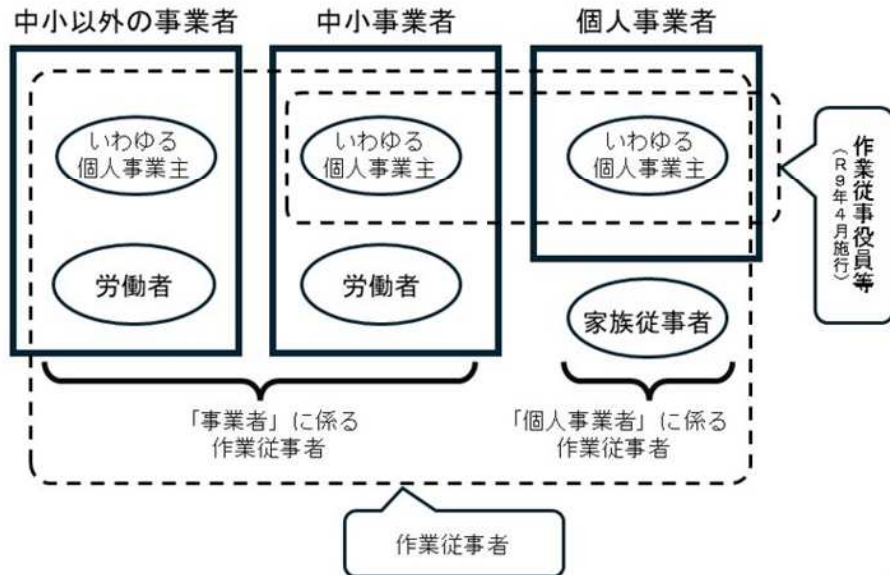 中小以外の事業者
中小事業者
個人事業者
いわゆる
個人事業主
いわゆる
個人事業主
いわゆる
個人事業主
作業従事役員等
（R9年4月施行）
労働者
労働者
家族従事者
「事業者」に係る
作業従事者
「個人事業者」に係る
作業従事者
作業従事者